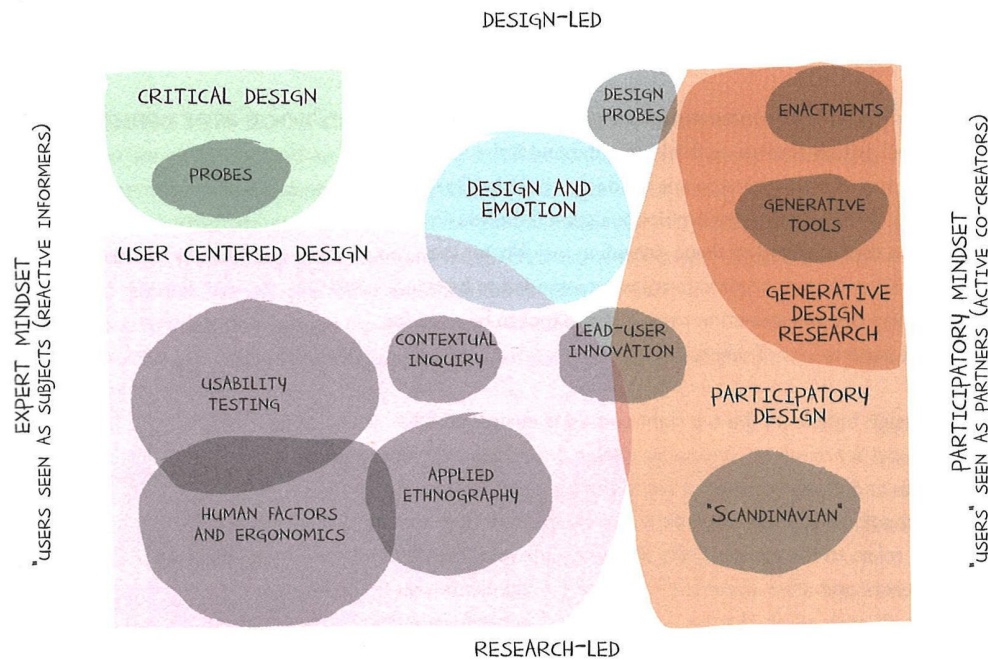 DESIGN-LED
CRITICAL DESIGN
PROBES
DESIGN
PROBES
ENACTMENTS
DESIGN AND
EMOTION
GENERATIVE
TOOLS
GENERATIVE
DESIGN
RESEARCH
USER CENTERED DESIGN
CONTEXTUAL
INQUIRY
LEAD-USER
INNOVATION
USABILITY
TESTING
PARTICIPATORY
DESIGN
APPLIED
ETHNOGRAPHY
HUMAN FACTORS
AND ERGONOMICS
"SCANDINAVIAN"
RESEARCH-LED
EXPERT MINDSET
"USERS SEEN AS SUBJECTS (REACTIVE INFORMERS)
PARTICIPATORY MINDSET
"USERS" SEEN AS PARTNERS (ACTIVE CO-CREATORS)